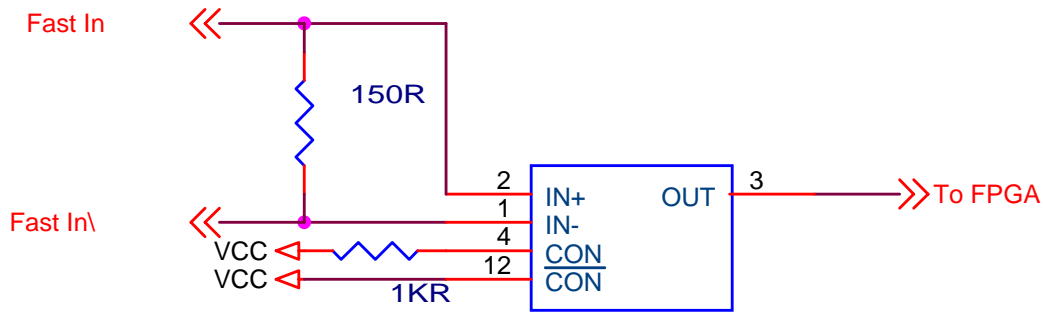 Fast In
150R
2
IN+
OUT
3
To FPGA
Fast In\
1
IN-
VCC
4
CON
VCC
12
CON
1KR